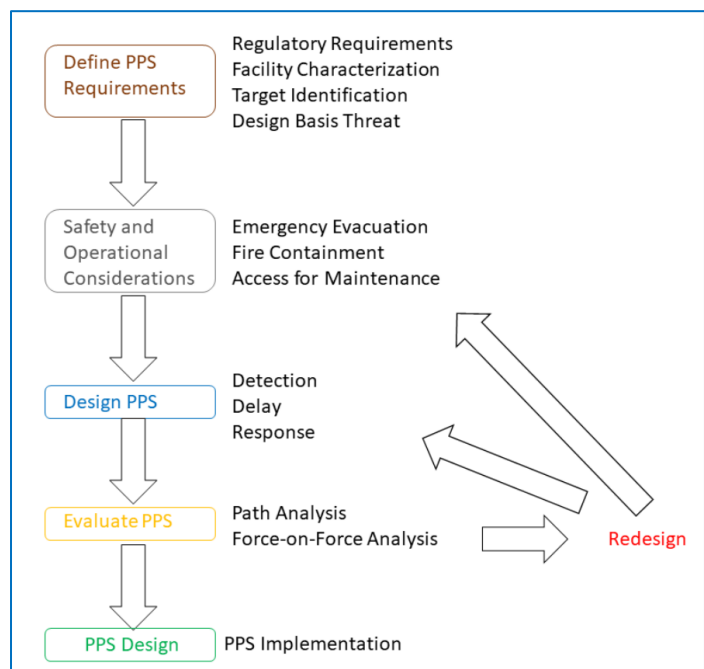 Define PPS
Requirements
Regulatory Requirements
Facility Characterization
Target Identification
Design Basis Threat
Safety and
Operational
Considerations
Emergency Evacuation
Fire Containment
Access for Maintenance
Design PPS
Detection
Delay
Response
Evaluate PPS
Path Analysis
Force-on-Force Analysis
Redesign
PPS Design
PPS Implementation